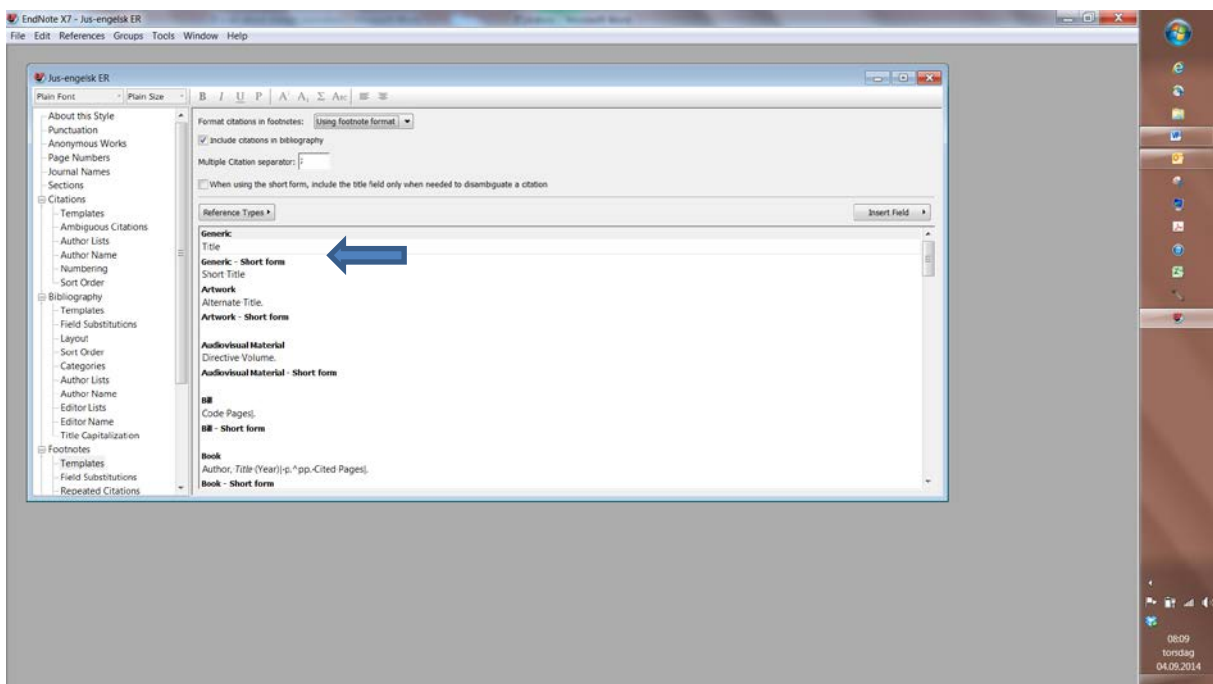 EndNote X7 - Jus-engelsk ER
File Edit References Groups Tools Window Help
Jus-engelsk ER
Plain Font Plain Size B I U P A¹ A₁ Σ Abc
About this Style
Punctuation
Anonymous Works
Page Numbers
Journal Names
Sections
Citations
Templates
Ambiguous Citations
Author Lists
Author Name
Numbering
Sort Order
Bibliography
Templates
Field Substitutions
Layout
Sort Order
Categories
Author Lists
Author Name
Editor Lists
Editor Name
Title Capitalization
Footnotes
Templates
Field Substitutions
Repeated Citations
Format citations in footnotes: Using footnote format
Include citations in bibliography
Multiple Citation separator: ;
When using the short form, include the title field only when needed to disambiguate a citation
Reference Types Insert Field
Generic
Title
Generic - Short form
Short Title
Artwork
Alternate Title.
Artwork - Short form
Audiovisual Material
Directive Volume.
Audiovisual Material - Short form
Bill
Code Pages|.
Bill - Short form
Book
Author, Title·(Year)|·p.^pp.·Cited Pages|.
Book - Short form
08:09
torsdag
04.09.2014